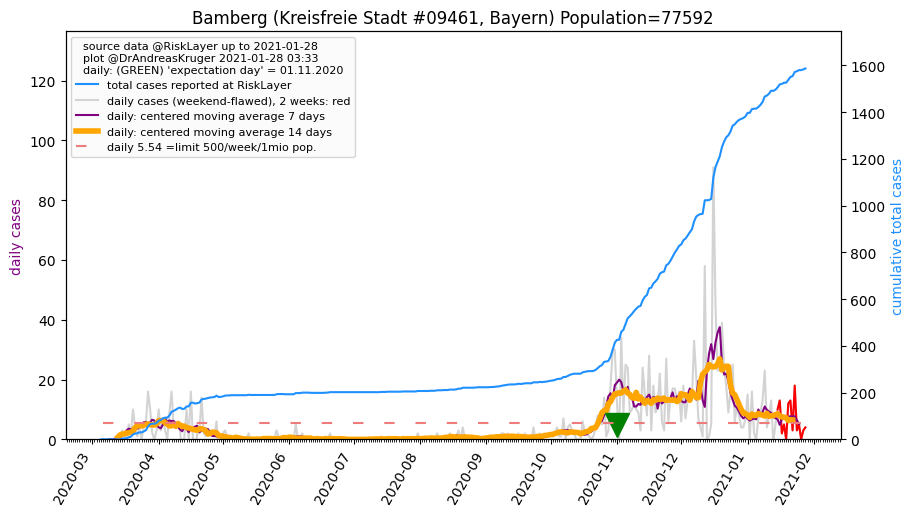 Bamberg (Kreisfreie Stadt #09461, Bayern) Population=77592
source data @RiskLayer up to 2021-01-28
plot @DrAndreasKruger 2021-01-28 03:33
daily: (GREEN) 'expectation day' = 01.11.2020
total cases reported at RiskLayer
daily cases (weekend-flawed), 2 weeks: red
daily: centered moving average 7 days
daily: centered moving average 14 days
daily 5.54 =limit 500/week/1mio pop.
daily cases
120
100
80
60
40
20
0
1600
1400
1200
1000
800
600
400
200
0
cumulative total cases
2020-03
2020-04
2020-05
2020-06
2020-07
2020-08
2020-09
2020-10
2020-11
2020-12
2021-01
2021-02